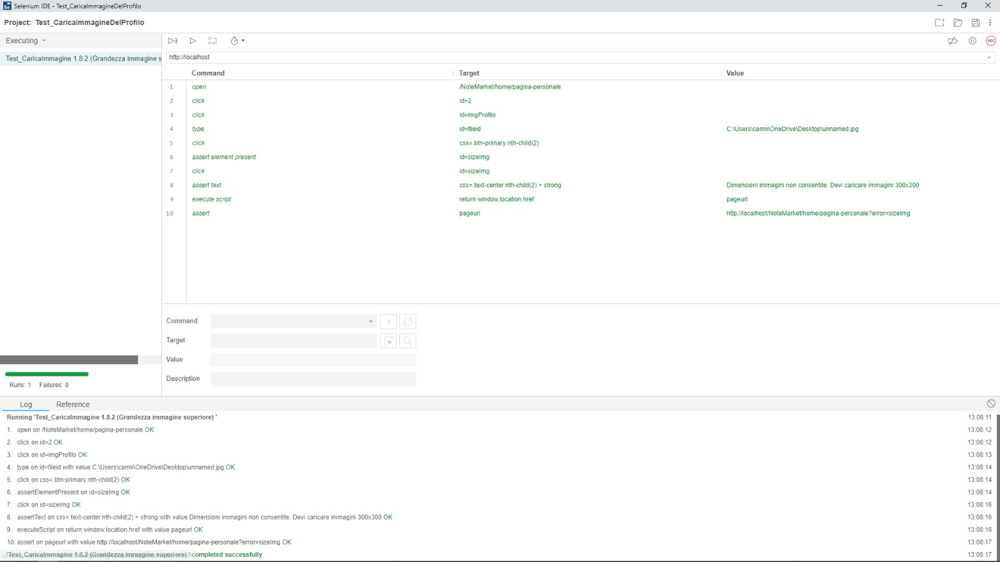 Selenium IDE - Test_CaricaImmagineDelProfilo
Project: Test_CaricaImmagineDelProfilo
Executing
Test_CaricaImmagine 1.8.2 (Grandezza immagine s
REC
http://localhost
Command Target Value
1 open /NoteMarket/home/pagina-personale
2 click id=2
3 click id=imgProfilo
4 type id=fileid C:\Users\carmi\OneDrive\Desktop\unnamed.jpg
5 click css=.btn-primary:nth-child(2)
6 assert element present id=sizeImg
7 click id=sizeImg
8 assert text css=.text-center:nth-child(2) > strong Dimensioni immagini non consentite. Devi caricare immagini 300x300
9 execute script return window.location.href pageurl
10 assert pageurl http://localhost/NoteMarket/home/pagina-personale?error=sizeImg
Command //
Target
Value
Description
Runs: 1 Failures: 0
Log Reference
Running 'Test_CaricaImmagine 1.8.2 (Grandezza immagine superiore) ' 13:08:11
1. open on /NoteMarket/home/pagina-personale OK 13:08:12
2. click on id=2 OK 13:08:12
3. click on id=imgProfilo OK 13:08:13
4. type on id=fileid with value C:\Users\carmi\OneDrive\Desktop\unnamed.jpg OK 13:08:14
5. click on css=.btn-primary:nth-child(2) OK 13:08:14
6. assertElementPresent on id=sizeImg OK 13:08:14
7. click on id=sizeImg OK 13:08:16
8. assertText on css=.text-center:nth-child(2) > strong with value Dimensioni immagini non consentite. Devi caricare immagini 300x300 OK 13:08:16
9. executeScript on return window.location.href with value pageurl OK 13:08:16
10. assert on pageurl with value http://localhost/NoteMarket/home/pagina-personale?error=sizeImg OK 13:08:17
'Test_CaricaImmagine 1.8.2 (Grandezza immagine superiore) ' completed successfully 13:08:17